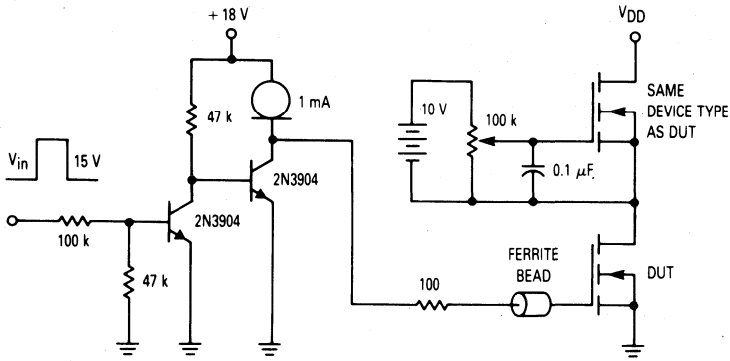 + 18 V
V_DD
47 k
1 mA
10 V
100 k
SAME
DEVICE TYPE
AS DUT
V_in
15 V
2N3904
0.1 μF.
2N3904
100 k
47 k
FERRITE
BEAD
100
DUT